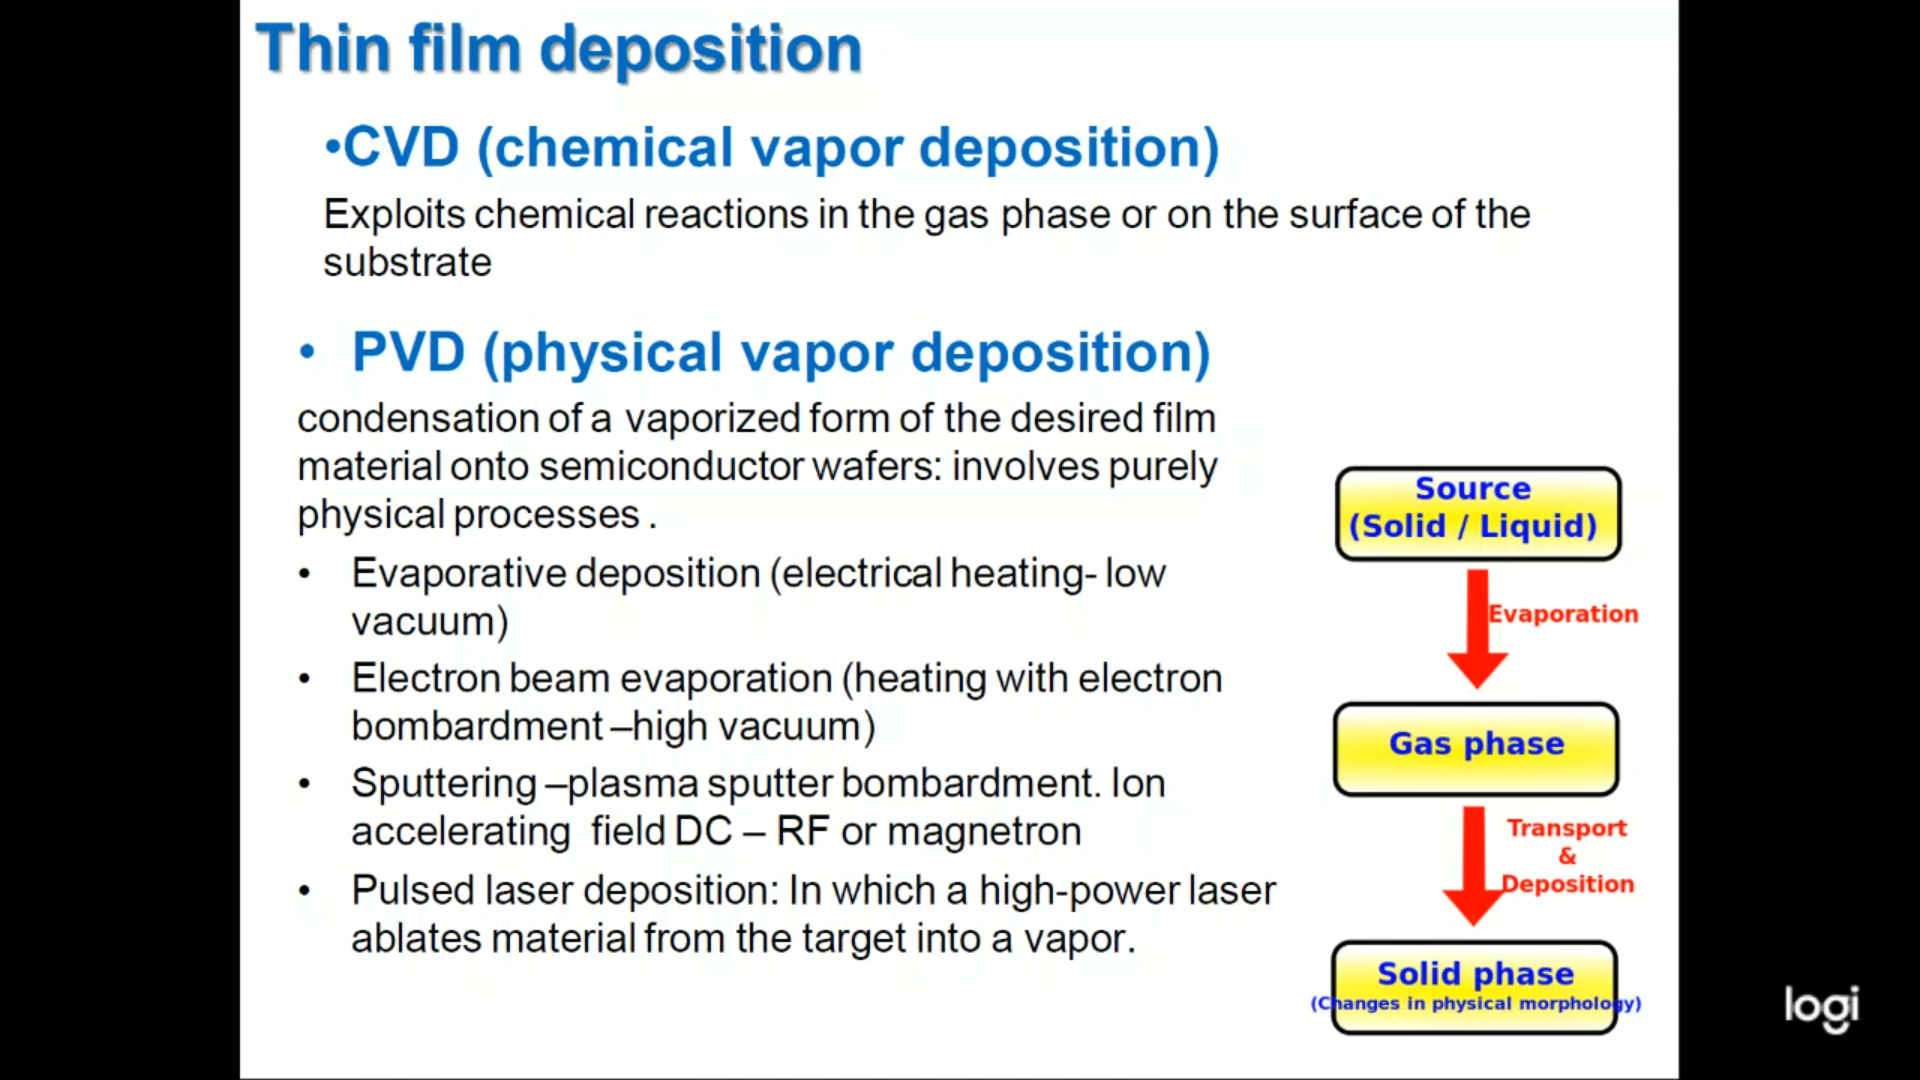 Thin film deposition
•CVD (chemical vapor deposition)
Exploits chemical reactions in the gas phase or on the surface of the
substrate
• PVD (physical vapor deposition)
condensation of a vaporized form of the desired film
material onto semiconductor wafers: involves purely
physical processes .
• Evaporative deposition (electrical heating- low
vacuum)
• Electron beam evaporation (heating with electron
bombardment –high vacuum)
• Sputtering –plasma sputter bombardment. Ion
accelerating field DC – RF or magnetron
• Pulsed laser deposition: In which a high-power laser
ablates material from the target into a vapor.
Source
(Solid / Liquid)
Evaporation
Gas phase
Transport
&
Deposition
Solid phase
(Changes in physical morphology)
logi